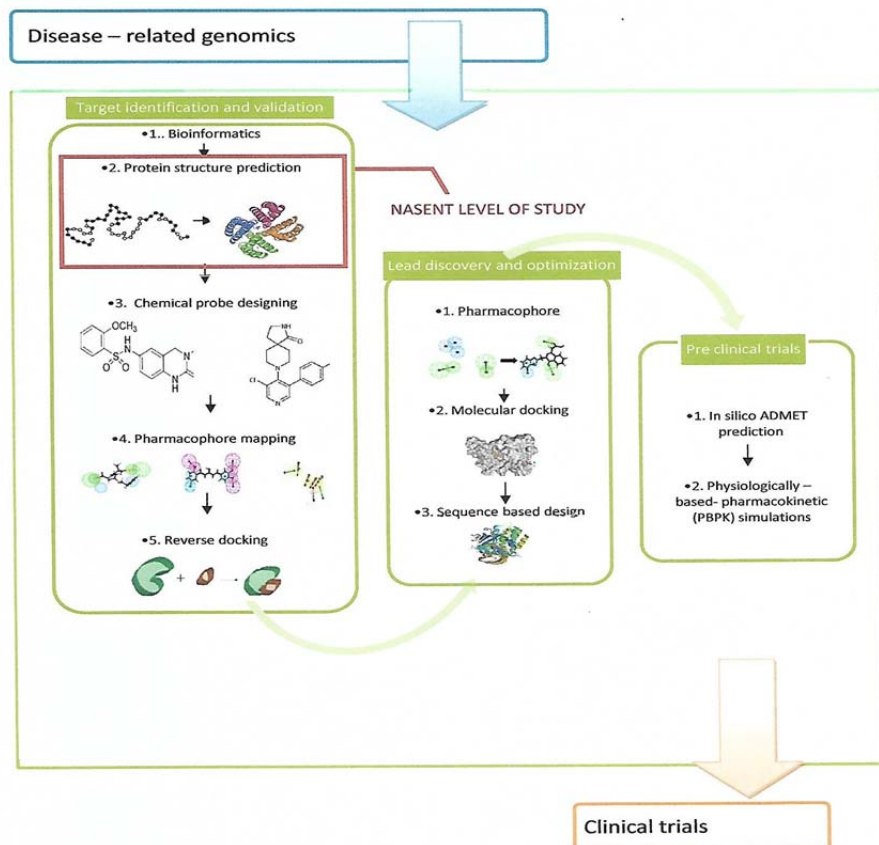 Disease – related genomics
Target identification and validation
•1.. Bioinformatics
•2. Protein structure prediction
NASENT LEVEL OF STUDY
•3. Chemical probe designing
OCH₃
O
S
O
N
H
N
N
H
NH
O
N
Cl
N
•4. Pharmacophore mapping
•5. Reverse docking
+
Lead discovery and optimization
•1. Pharmacophore
•2. Molecular docking
•3. Sequence based design
Pre clinical trials
•1. In silico ADMET
prediction
•2. Physiologically –
based- pharmacokinetic
(PBPK) simulations
Clinical trials